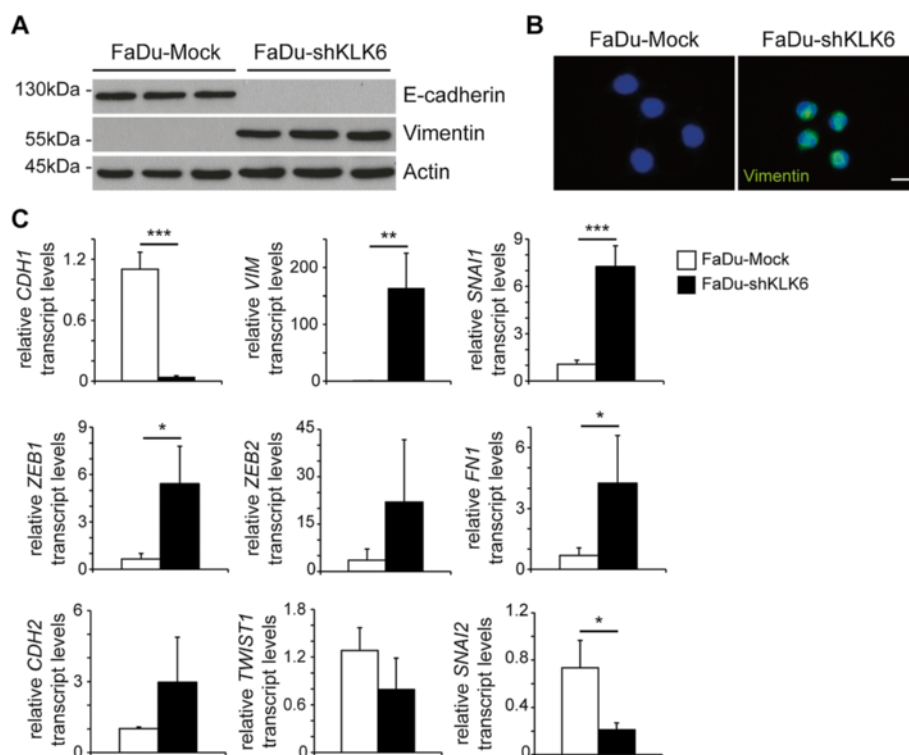 A
FaDu-Mock FaDu-shKLK6
130kDa - E-cadherin
55kDa - Vimentin
45kDa - Actin
B
FaDu-Mock FaDu-shKLK6
Vimentin
C
relative CDH1
transcript levels
1.2
0.6
0
***
relative VIM
transcript levels
200
100
0
**
relative SNAI1
transcript levels
9
6
3
0
***
FaDu-Mock
FaDu-shKLK6
relative ZEB1
transcript levels
9
6
3
0
*
relative ZEB2
transcript levels
45
30
15
0
relative FN1
transcript levels
6
3
0
*
relative CDH2
transcript levels
6
3
0
relative TWIST1
transcript levels
1.8
1.2
0.6
0
relative SNAI2
transcript levels
1.2
0.8
0.4
0
*